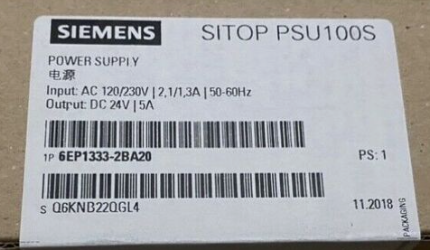 SIEMENS SITOP PSU100S
POWER SUPPLY
电源
Input: AC 120/230V | 2,1/1,3A | 50-60Hz
Output: DC 24V | 5A
1P 6EP1333-2BA20 PS: 1
S Q6KNB22QGL4 11.2018
PACKAGING